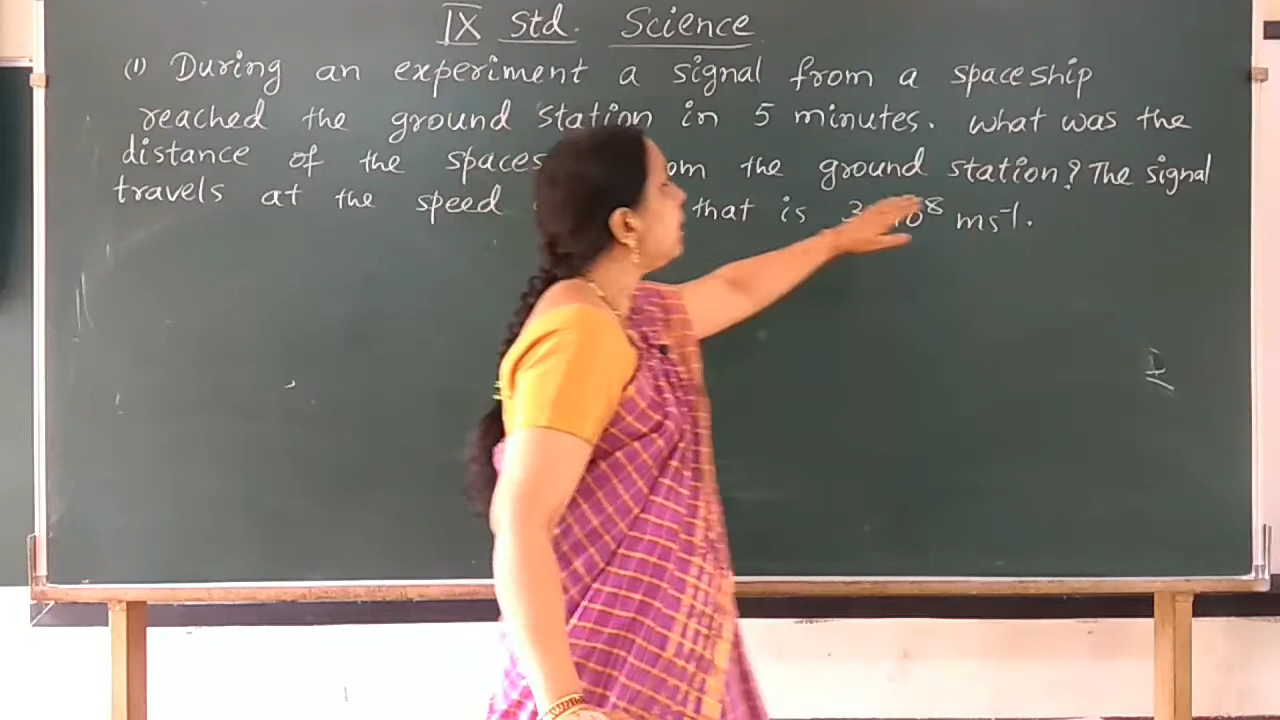 IX Std. Science
(1) During an experiment a signal from a spaceship
reached the ground station in 5 minutes. What was the
distance of the spaces om the ground station? The signal
travels at the speed that is 3 10⁸ ms⁻¹.